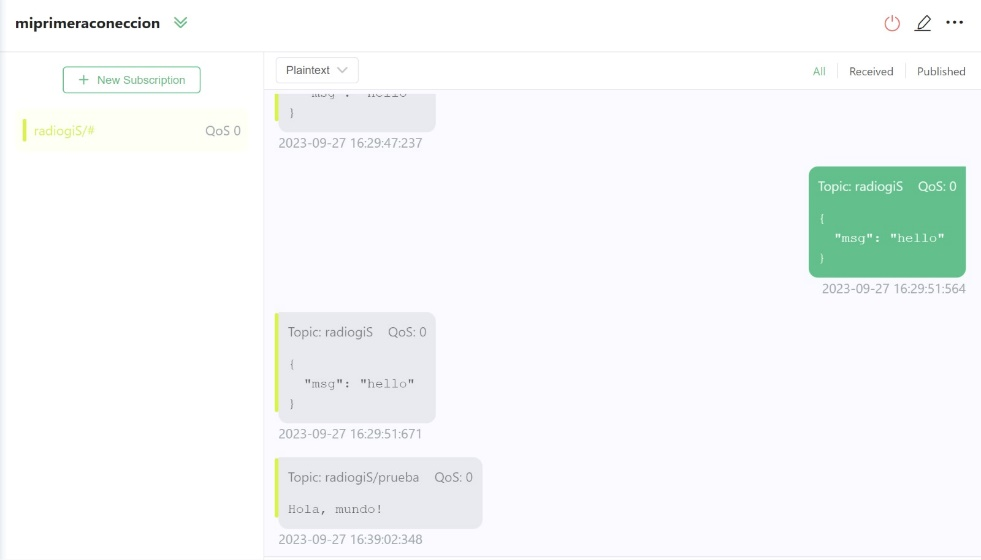 miprimeraconeccion
+ New Subscription
Plaintext
All
Received
Published
radiogiS/#
QoS 0
"msg": "hello"
}
2023-09-27 16:29:47:237
Topic: radiogiS QoS: 0
{
"msg": "hello"
}
2023-09-27 16:29:51:564
Topic: radiogiS QoS: 0
{
"msg": "hello"
}
2023-09-27 16:29:51:671
Topic: radiogiS/prueba QoS: 0
Hola, mundo!
2023-09-27 16:39:02:348